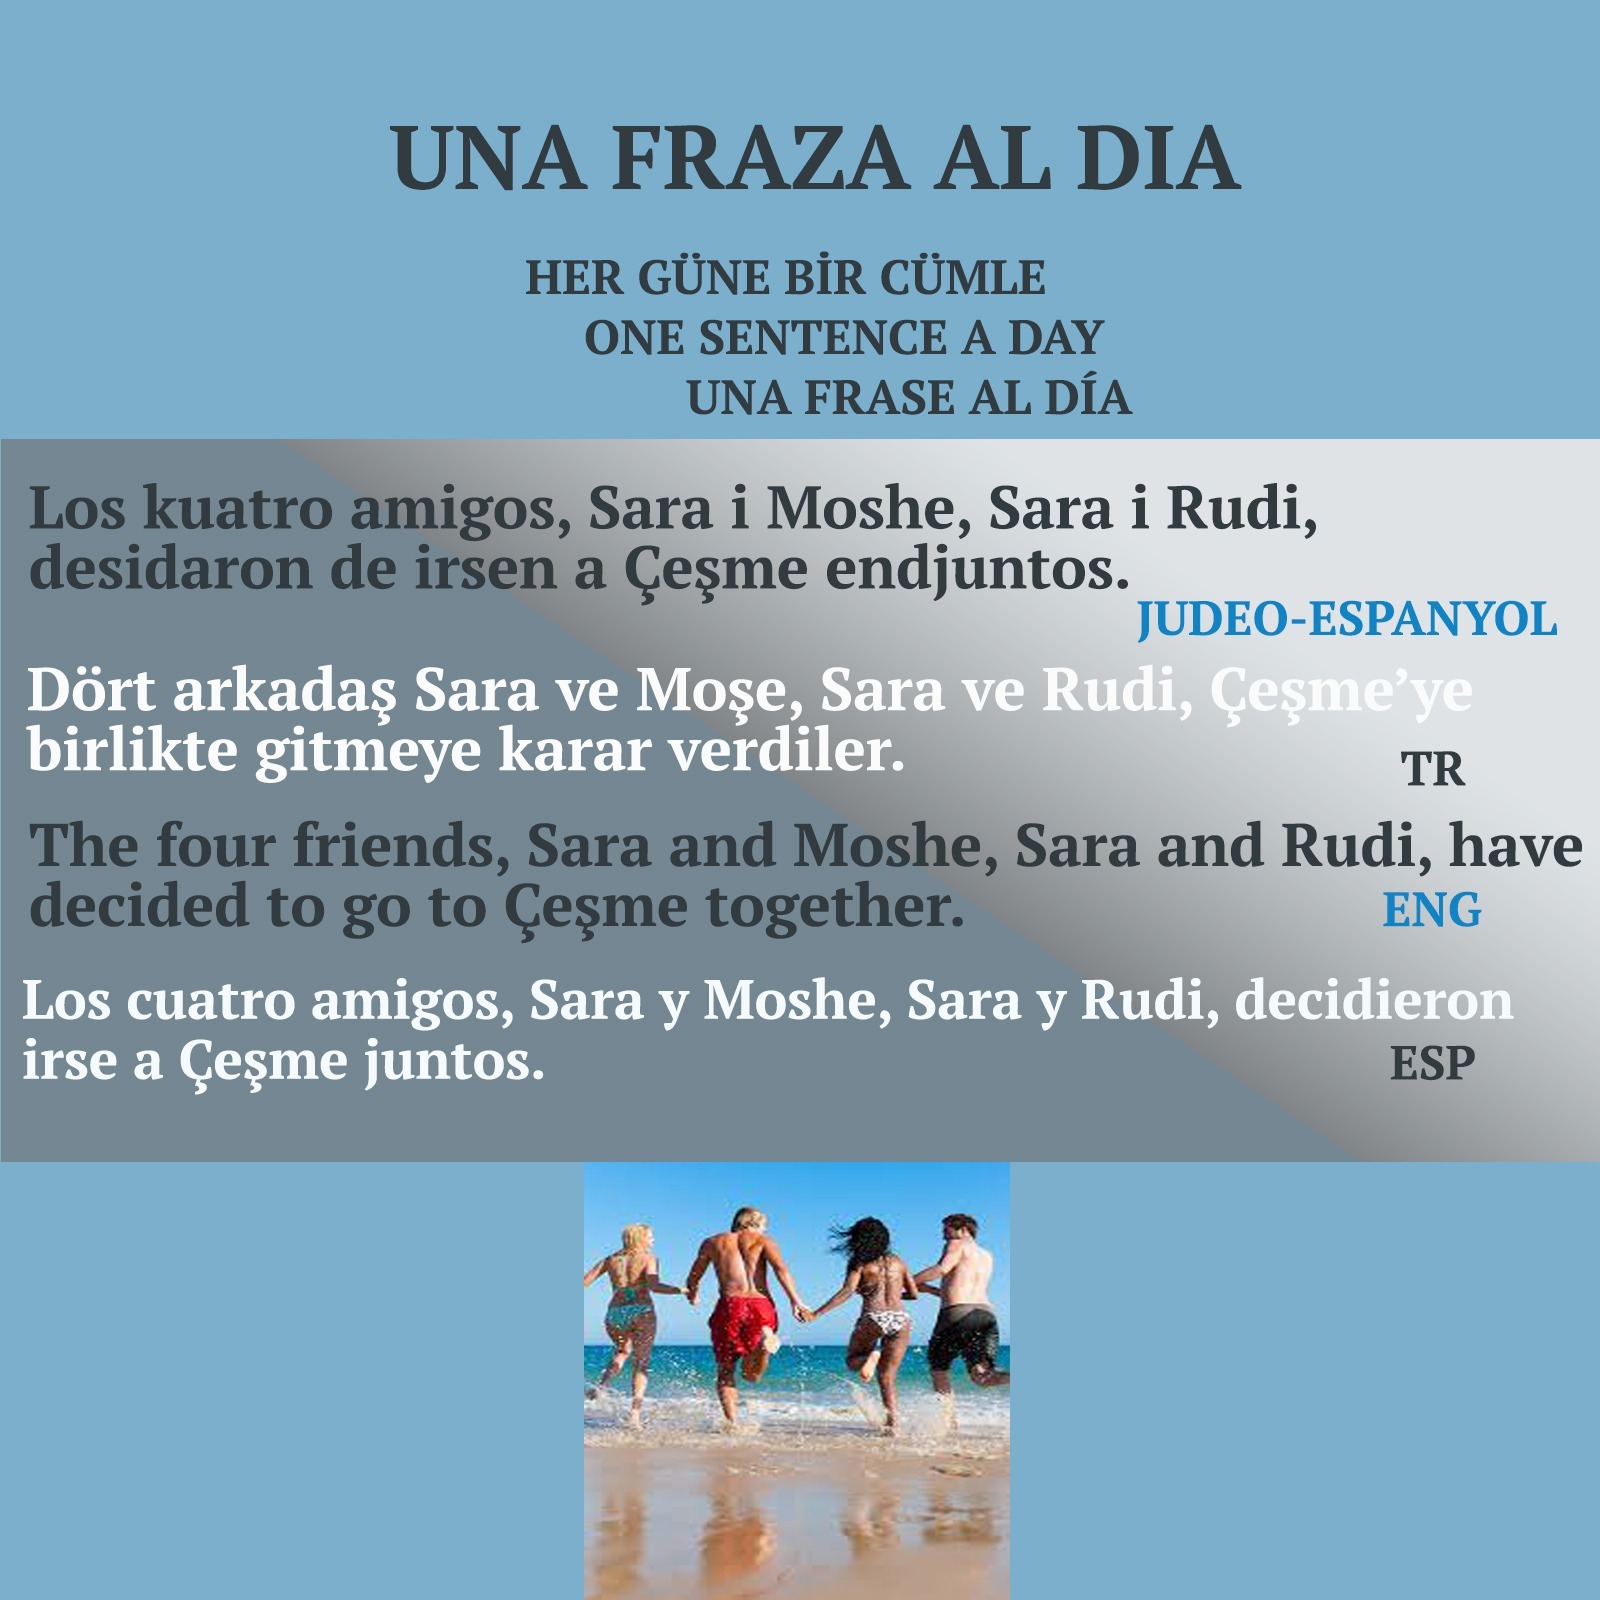 UNA FRAZA AL DIA
HER GÜNE BİR CÜMLE
ONE SENTENCE A DAY
UNA FRASE AL DÍA
Los kuatro amigos, Sara i Moshe, Sara i Rudi,
desidaron de irsen a Çeşme endjuntos.
JUDEO-ESPANYOL
Dört arkadaş Sara ve Moşe, Sara ve Rudi, Çeşme’ye
birlikte gitmeye karar verdiler.
TR
The four friends, Sara and Moshe, Sara and Rudi, have
decided to go to Çeşme together.
ENG
Los cuatro amigos, Sara y Moshe, Sara y Rudi, decidieron
irse a Çeşme juntos.
ESP